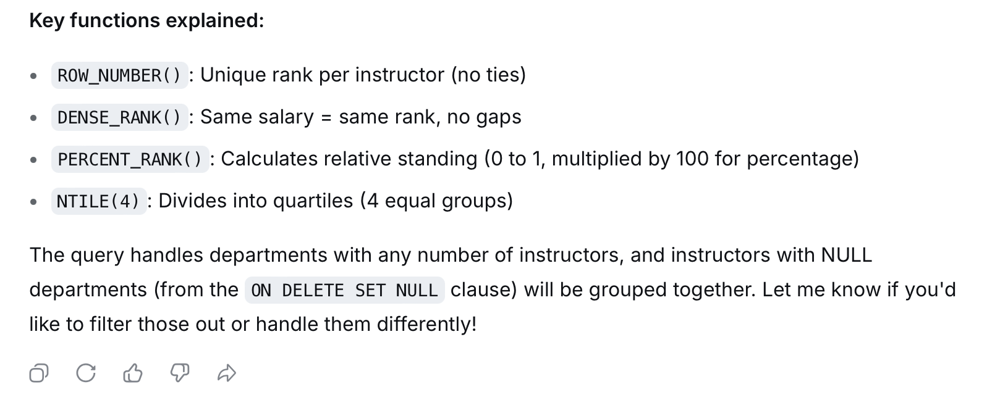 Key functions explained:
• ROW_NUMBER(): Unique rank per instructor (no ties)
• DENSE_RANK(): Same salary = same rank, no gaps
• PERCENT_RANK(): Calculates relative standing (0 to 1, multiplied by 100 for percentage)
• NTILE(4): Divides into quartiles (4 equal groups)
The query handles departments with any number of instructors, and instructors with NULL
departments (from the ON DELETE SET NULL clause) will be grouped together. Let me know if you'd
like to filter those out or handle them differently!